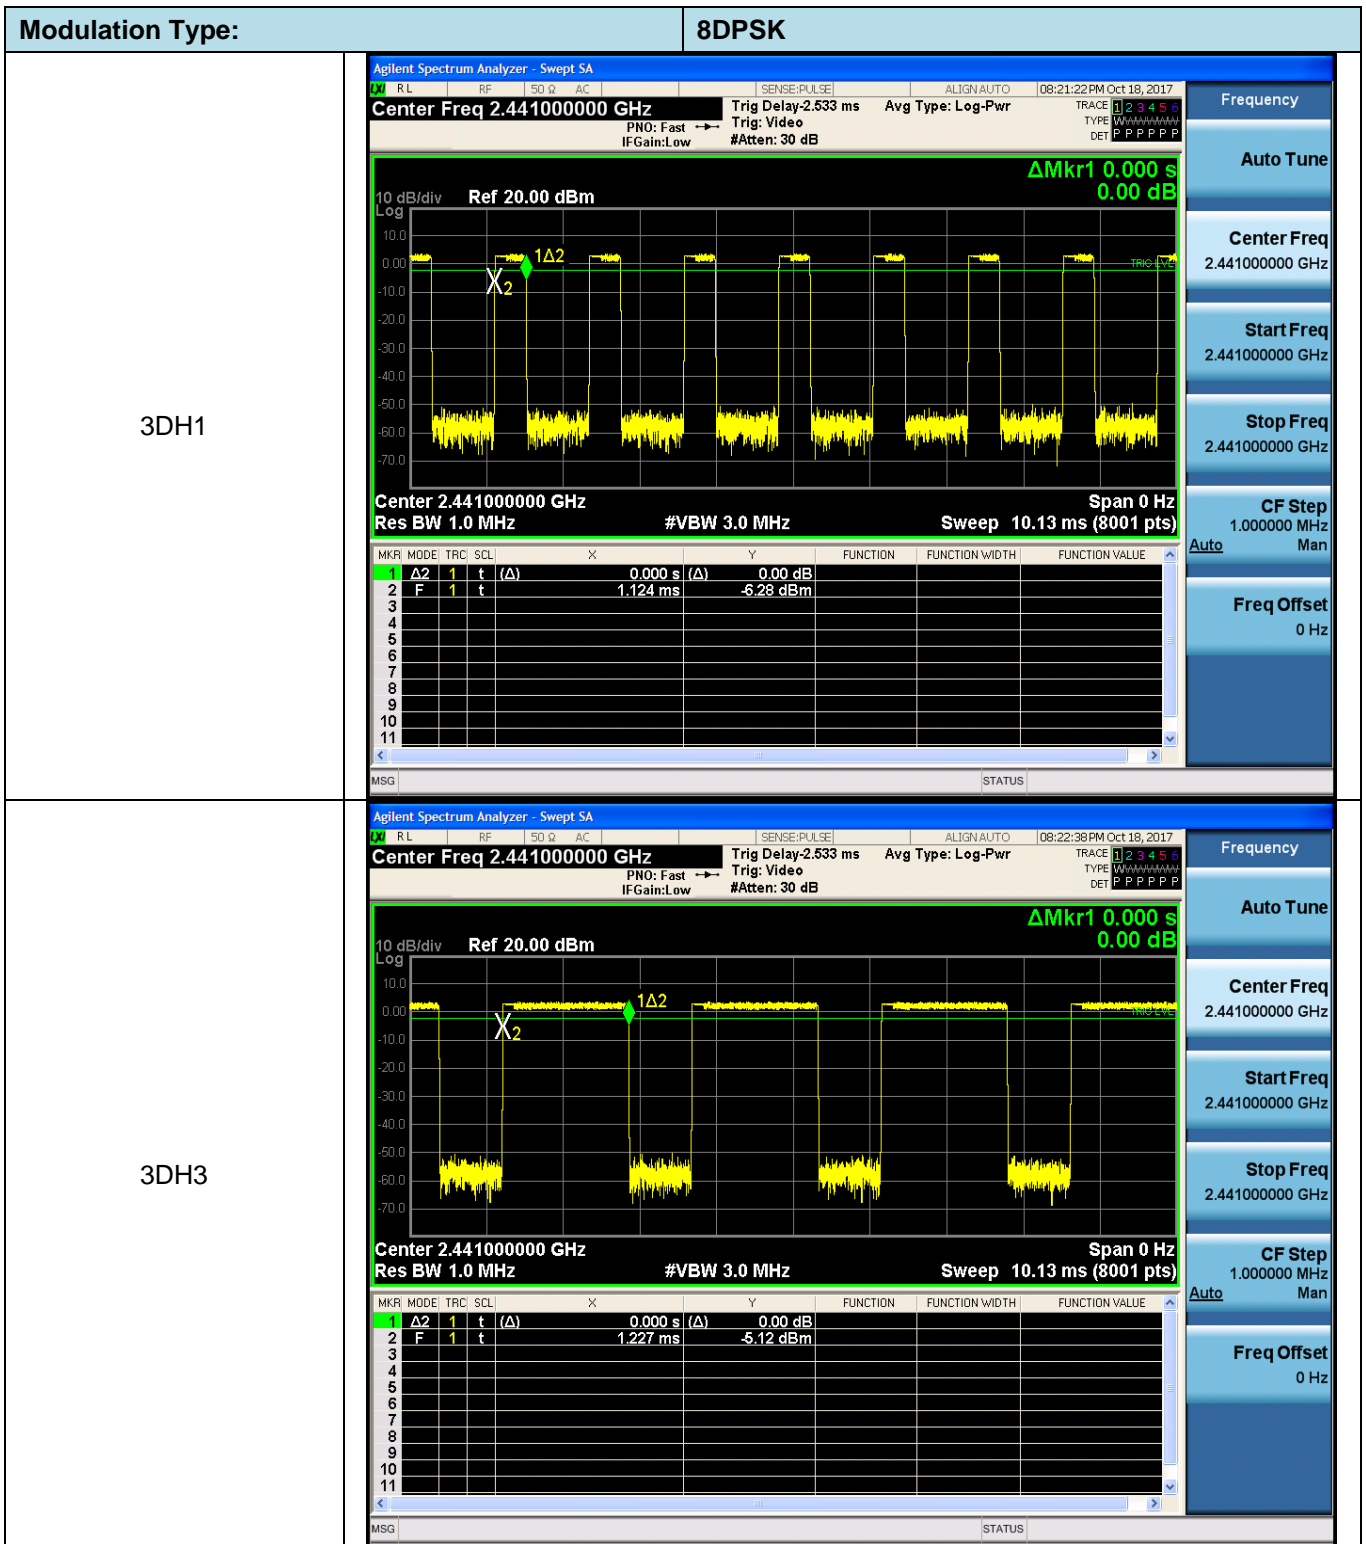 Modulation Type: 8DPSK
3DH1
Agilent Spectrum Analyzer - Swept SA
LXI RL RF 50 Ω AC SENSE:PULSE ALIGN AUTO 08:21:22 PM Oct 18, 2017
Center Freq 2.441000000 GHz
PNO: Fast
IFGain:Low
Trig Delay-2.533 ms
Trig: Video
#Atten: 30 dB
Avg Type: Log-Pwr
TRACE 1 2 3 4 5 6
TYPE WWWWWW
DET P P P P P P
ΔMkr1 0.000 s
0.00 dB
10 dB/div
Log
Ref 20.00 dBm
10.0
0.00
-10.0
-20.0
-30.0
-40.0
-50.0
-60.0
-70.0
1Δ2
X2
TRIG LVL
Center 2.441000000 GHz Span 0 Hz
Res BW 1.0 MHz #VBW 3.0 MHz Sweep 10.13 ms (8001 pts)
MKR MODE TRC SCL X Y FUNCTION FUNCTION WIDTH FUNCTION VALUE
1 Δ2 1 t (Δ) 0.000 s (Δ) 0.00 dB
2 F 1 t 1.124 ms -6.28 dBm
3
4
5
6
7
8
9
10
11
MSG STATUS
Frequency
Auto Tune
Center Freq
2.441000000 GHz
Start Freq
2.441000000 GHz
Stop Freq
2.441000000 GHz
CF Step
1.000000 MHz
Auto Man
Freq Offset
0 Hz
3DH3
Agilent Spectrum Analyzer - Swept SA
LXI RL RF 50 Ω AC SENSE:PULSE ALIGN AUTO 08:22:38 PM Oct 18, 2017
Center Freq 2.441000000 GHz
PNO: Fast
IFGain:Low
Trig Delay-2.533 ms
Trig: Video
#Atten: 30 dB
Avg Type: Log-Pwr
TRACE 1 2 3 4 5 6
TYPE WWWWWW
DET P P P P P P
ΔMkr1 0.000 s
0.00 dB
10 dB/div
Log
Ref 20.00 dBm
10.0
0.00
-10.0
-20.0
-30.0
-40.0
-50.0
-60.0
-70.0
1Δ2
X2
TRIG LVL
Center 2.441000000 GHz Span 0 Hz
Res BW 1.0 MHz #VBW 3.0 MHz Sweep 10.13 ms (8001 pts)
MKR MODE TRC SCL X Y FUNCTION FUNCTION WIDTH FUNCTION VALUE
1 Δ2 1 t (Δ) 0.000 s (Δ) 0.00 dB
2 F 1 t 1.227 ms -5.12 dBm
3
4
5
6
7
8
9
10
11
MSG STATUS
Frequency
Auto Tune
Center Freq
2.441000000 GHz
Start Freq
2.441000000 GHz
Stop Freq
2.441000000 GHz
CF Step
1.000000 MHz
Auto Man
Freq Offset
0 Hz